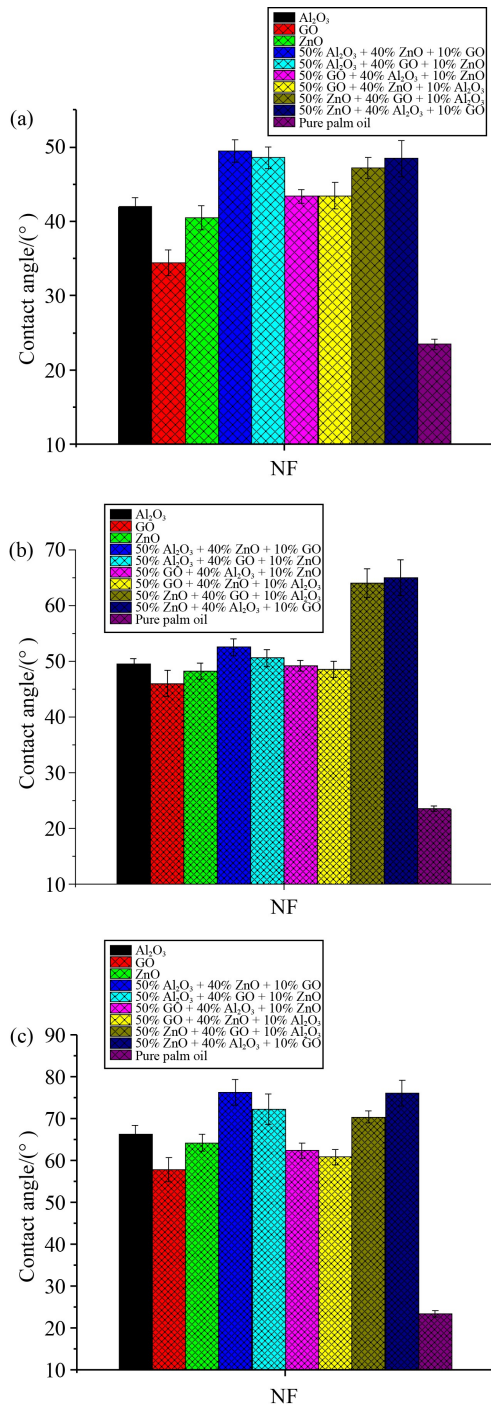 Al₂O₃
GO
ZnO
50% Al₂O₃ + 40% ZnO + 10% GO
50% Al₂O₃ + 40% GO + 10% ZnO
50% GO + 40% Al₂O₃ + 10% ZnO
50% GO + 40% ZnO + 10% Al₂O₃
50% ZnO + 40% GO + 10% Al₂O₃
50% ZnO + 40% Al₂O₃ + 10% GO
Pure palm oil
(a)
Contact angle/(° )
50
40
30
20
10
NF
Al₂O₃
GO
ZnO
50% Al₂O₃ + 40% ZnO + 10% GO
50% Al₂O₃ + 40% GO + 10% ZnO
50% GO + 40% Al₂O₃ + 10% ZnO
50% GO + 40% ZnO + 10% Al₂O₃
50% ZnO + 40% GO + 10% Al₂O₃
50% ZnO + 40% Al₂O₃ + 10% GO
Pure palm oil
(b)
Contact angle/(° )
70
60
50
40
30
20
10
NF
Al₂O₃
GO
ZnO
50% Al₂O₃ + 40% ZnO + 10% GO
50% Al₂O₃ + 40% GO + 10% ZnO
50% GO + 40% Al₂O₃ + 10% ZnO
50% GO + 40% ZnO + 10% Al₂O₃
50% ZnO + 40% GO + 10% Al₂O₃
50% ZnO + 40% Al₂O₃ + 10% GO
Pure palm oil
(c)
Contact angle/(° )
90
80
70
60
50
40
30
20
10
NF